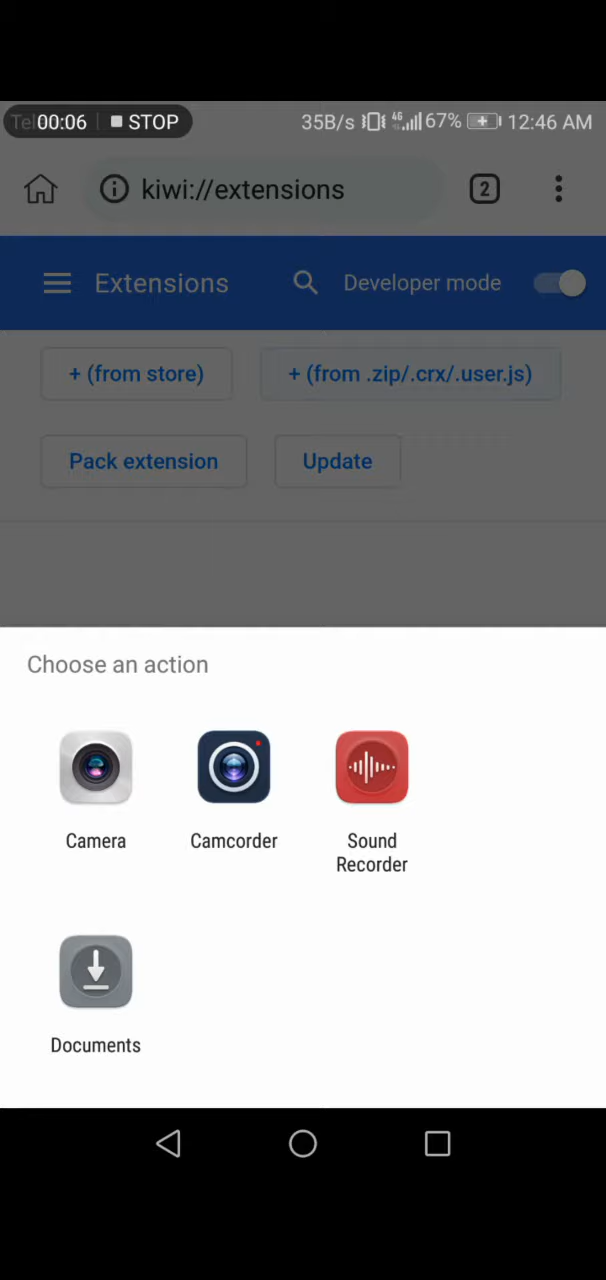 00:06 STOP 35B/s 4G 67% 12:46 AM
kiwi://extensions 2
Extensions Developer mode
+ (from store) + (from .zip/.crx/.user.js)
Pack extension Update
Choose an action
Camera Camcorder Sound
Recorder
Documents